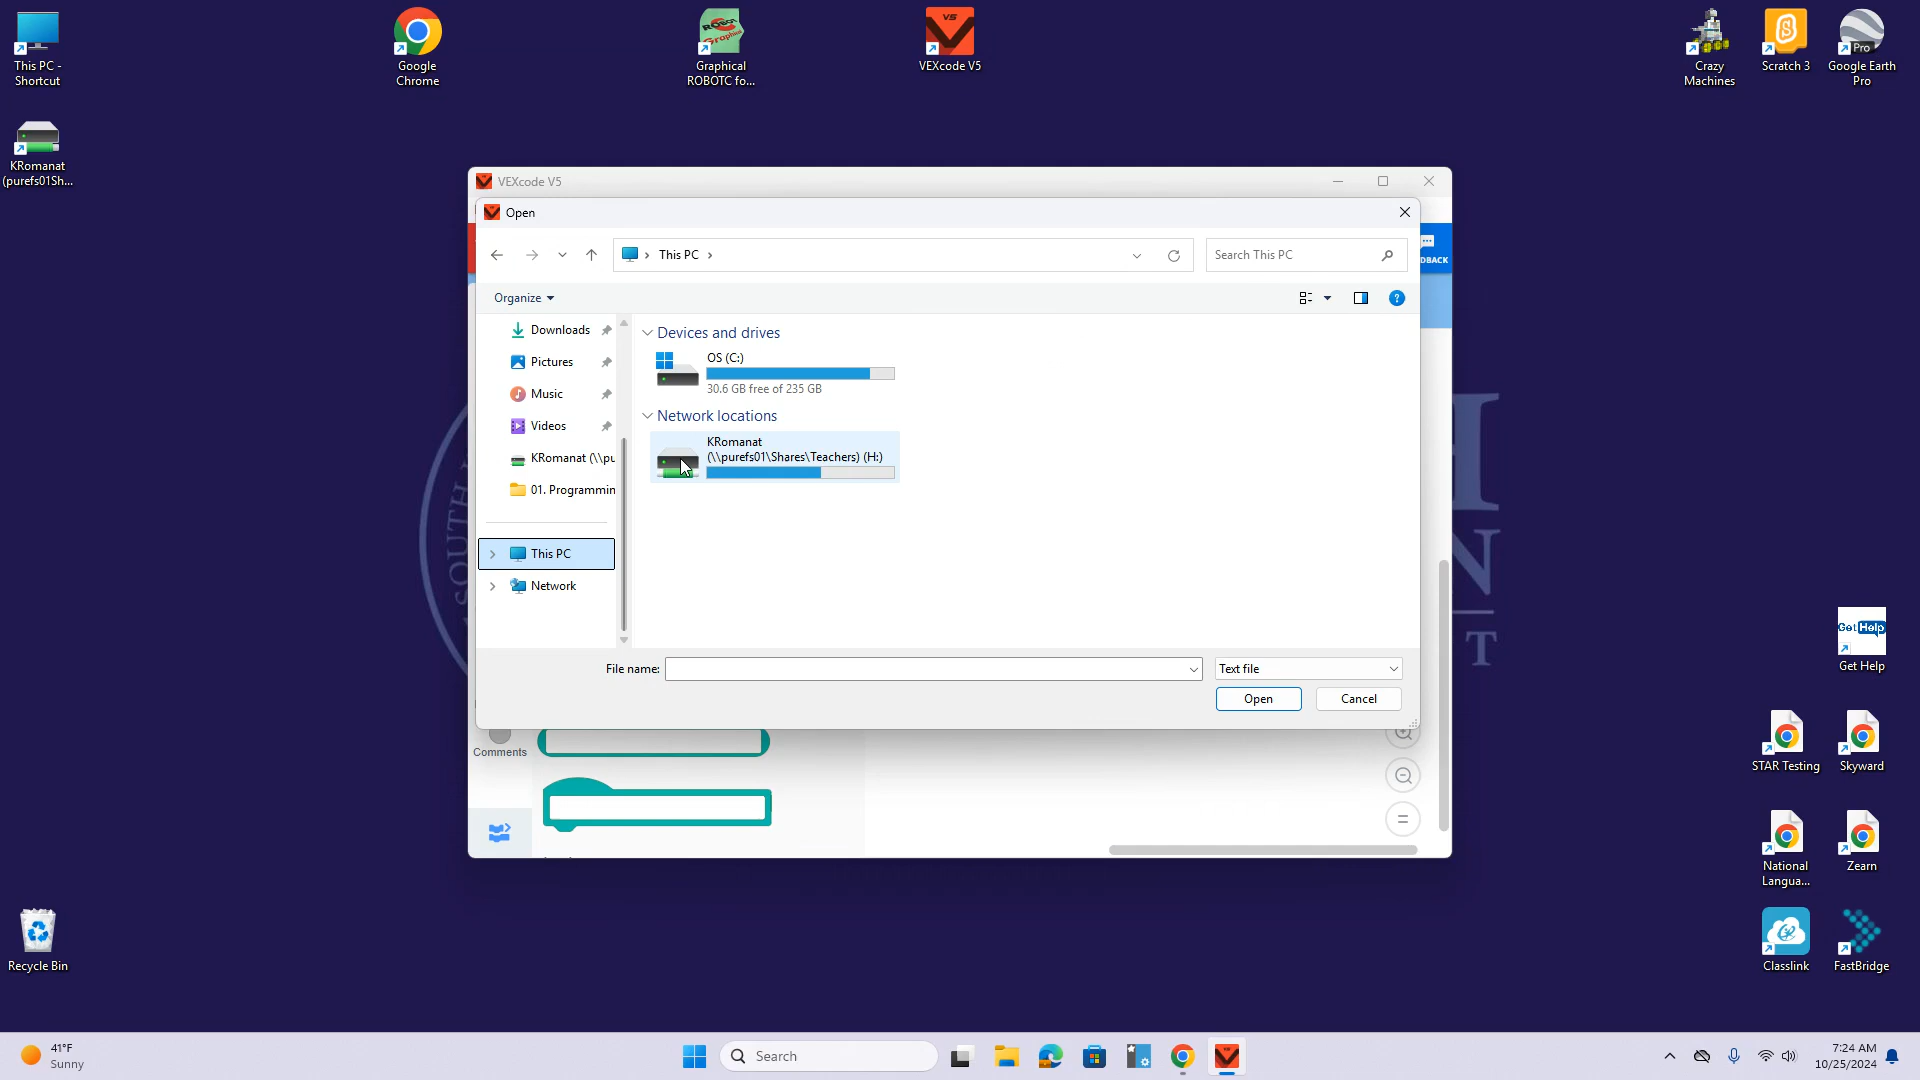 This PC -
Shortcut
Google
Chrome
Graphical
ROBOTC fo...
VEXcode V5
Crazy
Machines
Scratch 3
Pro
Google Earth
Pro
KRomanat
(purefs01Sh...
VEXcode V5
Open
This PC
Search This PC
DBACK
Organize
Downloads
Pictures
Music
Videos
KRomanat (\\pu
01. Programmin
This PC
Network
Devices and drives
OS (C:)
30.6 GB free of 235 GB
Network locations
KRomanat
(\\purefs01\Shares\Teachers) (H:)
File name:
Text file
Open
Cancel
Comments
Get Help
Get Help
STAR Testing
Skyward
National
Langua...
Zearn
Classlink
FastBridge
Recycle Bin
41°F
Sunny
Search
7:24 AM
10/25/2024